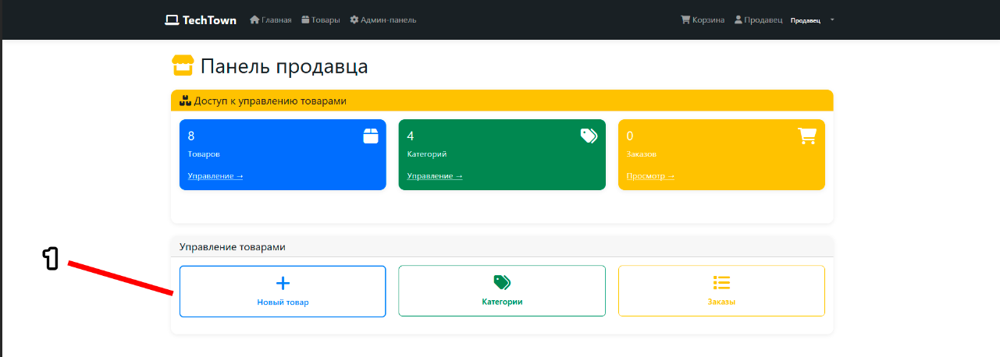 TechTown Главная Товары Админ-панель Корзина Продавец Продавец
Панель продавца
Доступ к управлению товарами
8 4 0
Товаров Категорий Заказов
Управление → Управление → Просмотр →
Управление товарами
1
Новый товар Категории Заказы